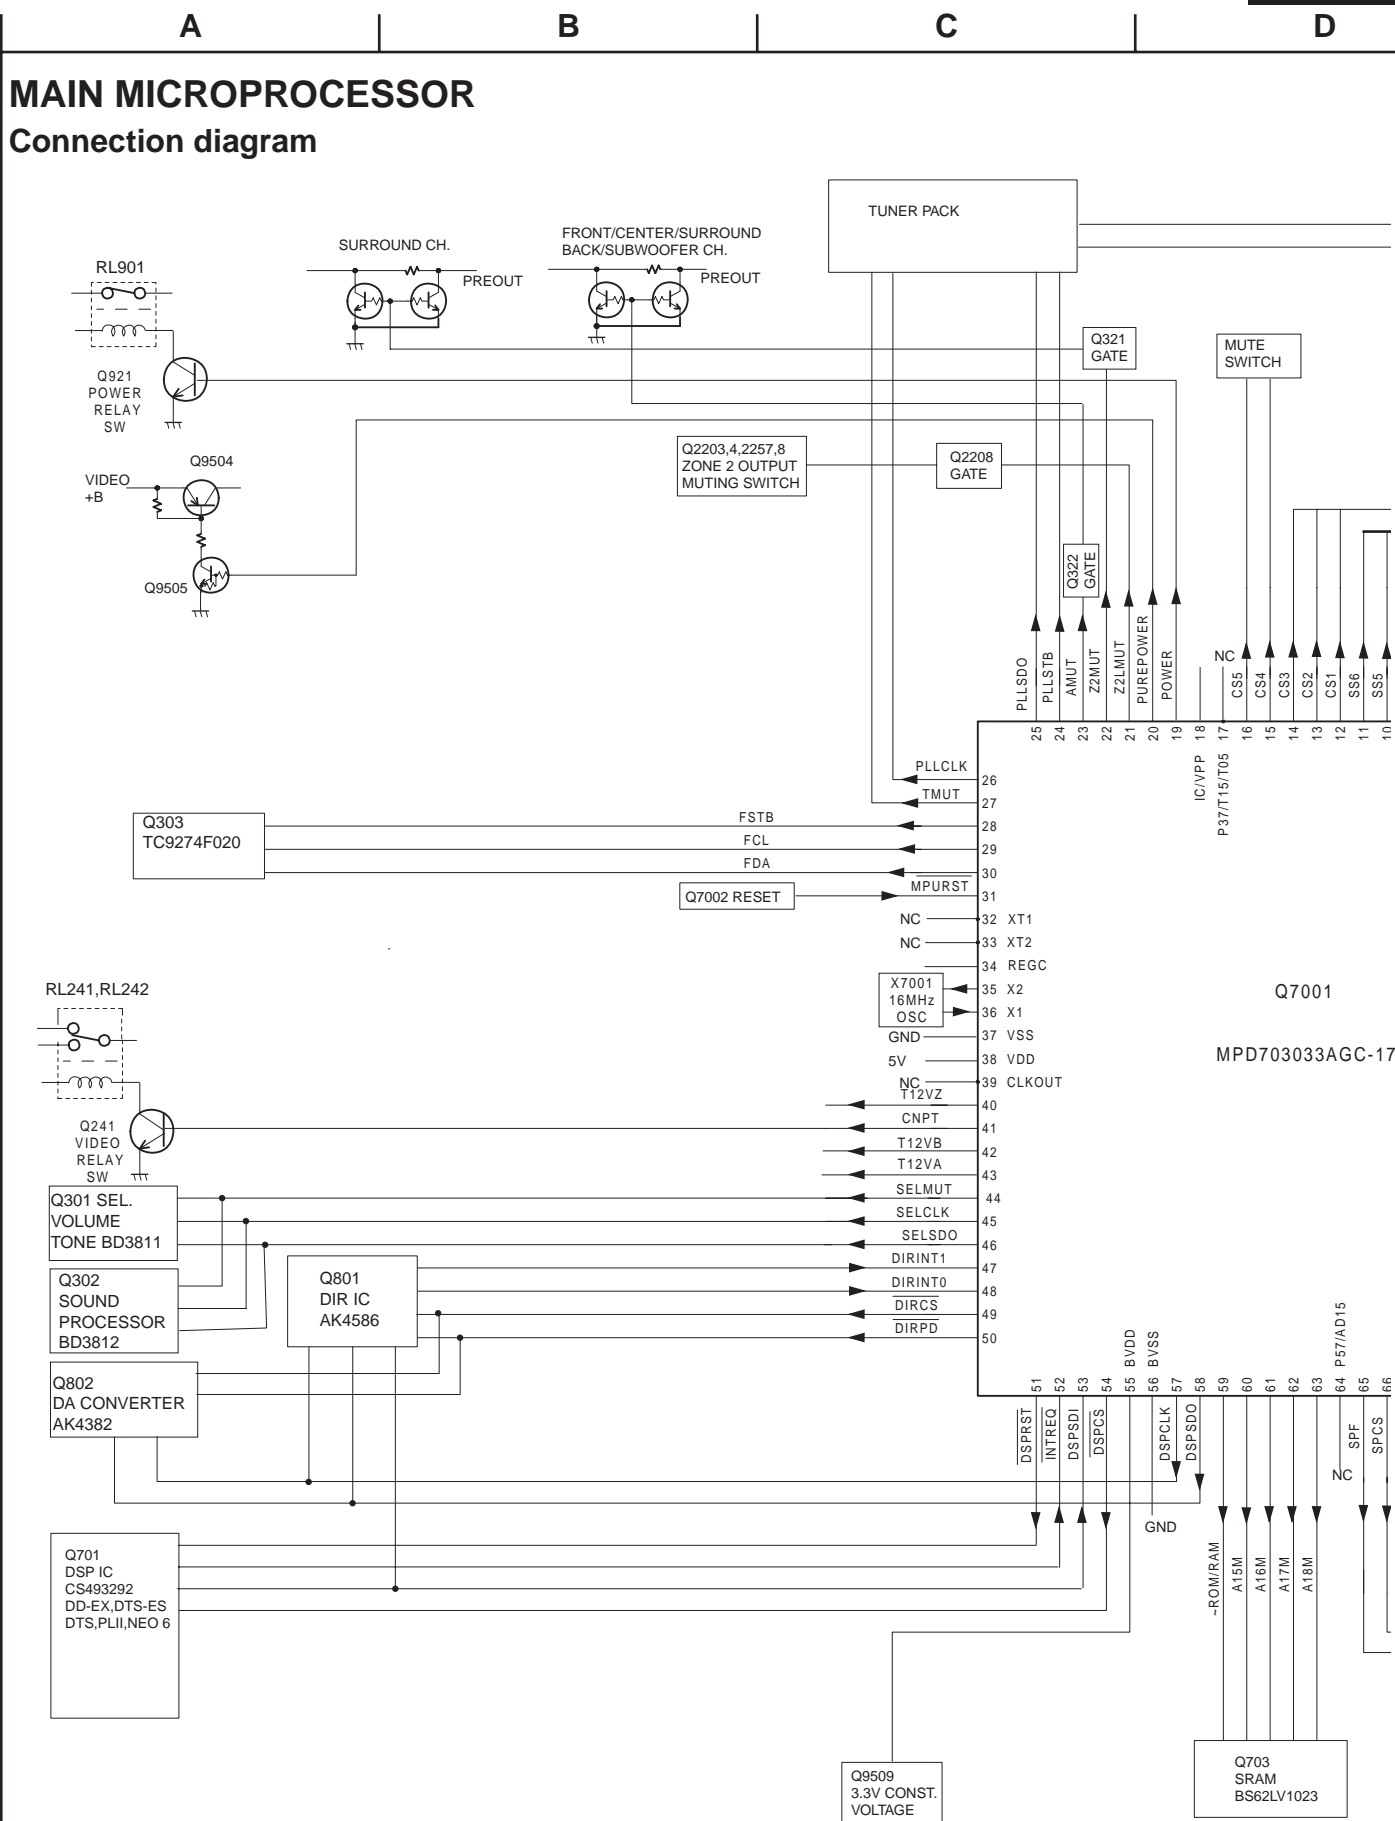 A
B
C
D
MAIN MICROPROCESSOR
Connection diagram
TUNER PACK
SURROUND CH.
PREOUT
FRONT/CENTER/SURROUND
BACK/SUBWOOFER CH.
PREOUT
RL901
Q921
POWER
RELAY
SW
Q321
GATE
MUTE
SWITCH
Q2203,4,2257,8
ZONE 2 OUTPUT
MUTING SWITCH
Q2208
GATE
VIDEO
+B
Q9504
Q9505
Q322
GATE
PLLSDO
PLLSTB
AMUT
Z2MUT
Z2LMUT
PUREPOWER
POWER
NC
CS5
CS4
CS3
CS2
CS1
SS6
SS5
25
24
23
22
21
20
19
18
17
16
15
14
13
12
11
10
IC/VPP
P37/T15/T05
PLLCLK
26
TMUT
27
Q303
TC9274F020
FSTB
28
FCL
29
FDA
30
Q7002 RESET
MPURST
31
NC
32 XT1
NC
33 XT2
34 REGC
X7001
16MHz
OSC
35 X2
36 X1
GND
37 VSS
5V
38 VDD
NC
39 CLKOUT
Q7001
MPD703033AGC-17
T12VZ
40
CNPT
41
T12VB
42
T12VA
43
SELMUT
44
SELCLK
45
SELSDO
46
DIRINT1
47
DIRINT0
48
DIRCS
49
DIRPD
50
RL241,RL242
Q241
VIDEO
RELAY
SW
Q301 SEL.
VOLUME
TONE BD3811
Q302
SOUND
PROCESSOR
BD3812
Q801
DIR IC
AK4586
Q802
DA CONVERTER
AK4382
BVDD
BVSS
P57/AD15
51
52
53
54
55
56
57
58
59
60
61
62
63
64
65
66
DSPRST
INTREQ
DSPSDI
DSPCS
DSPCLK
DSPSDO
NC
SPF
SPCS
GND
~ROM/RAM
A15M
A16M
A17M
A18M
Q701
DSP IC
CS493292
DD-EX,DTS-ES
DTS,PLII,NEO 6
Q9509
3.3V CONST.
VOLTAGE
Q703
SRAM
BS62LV1023